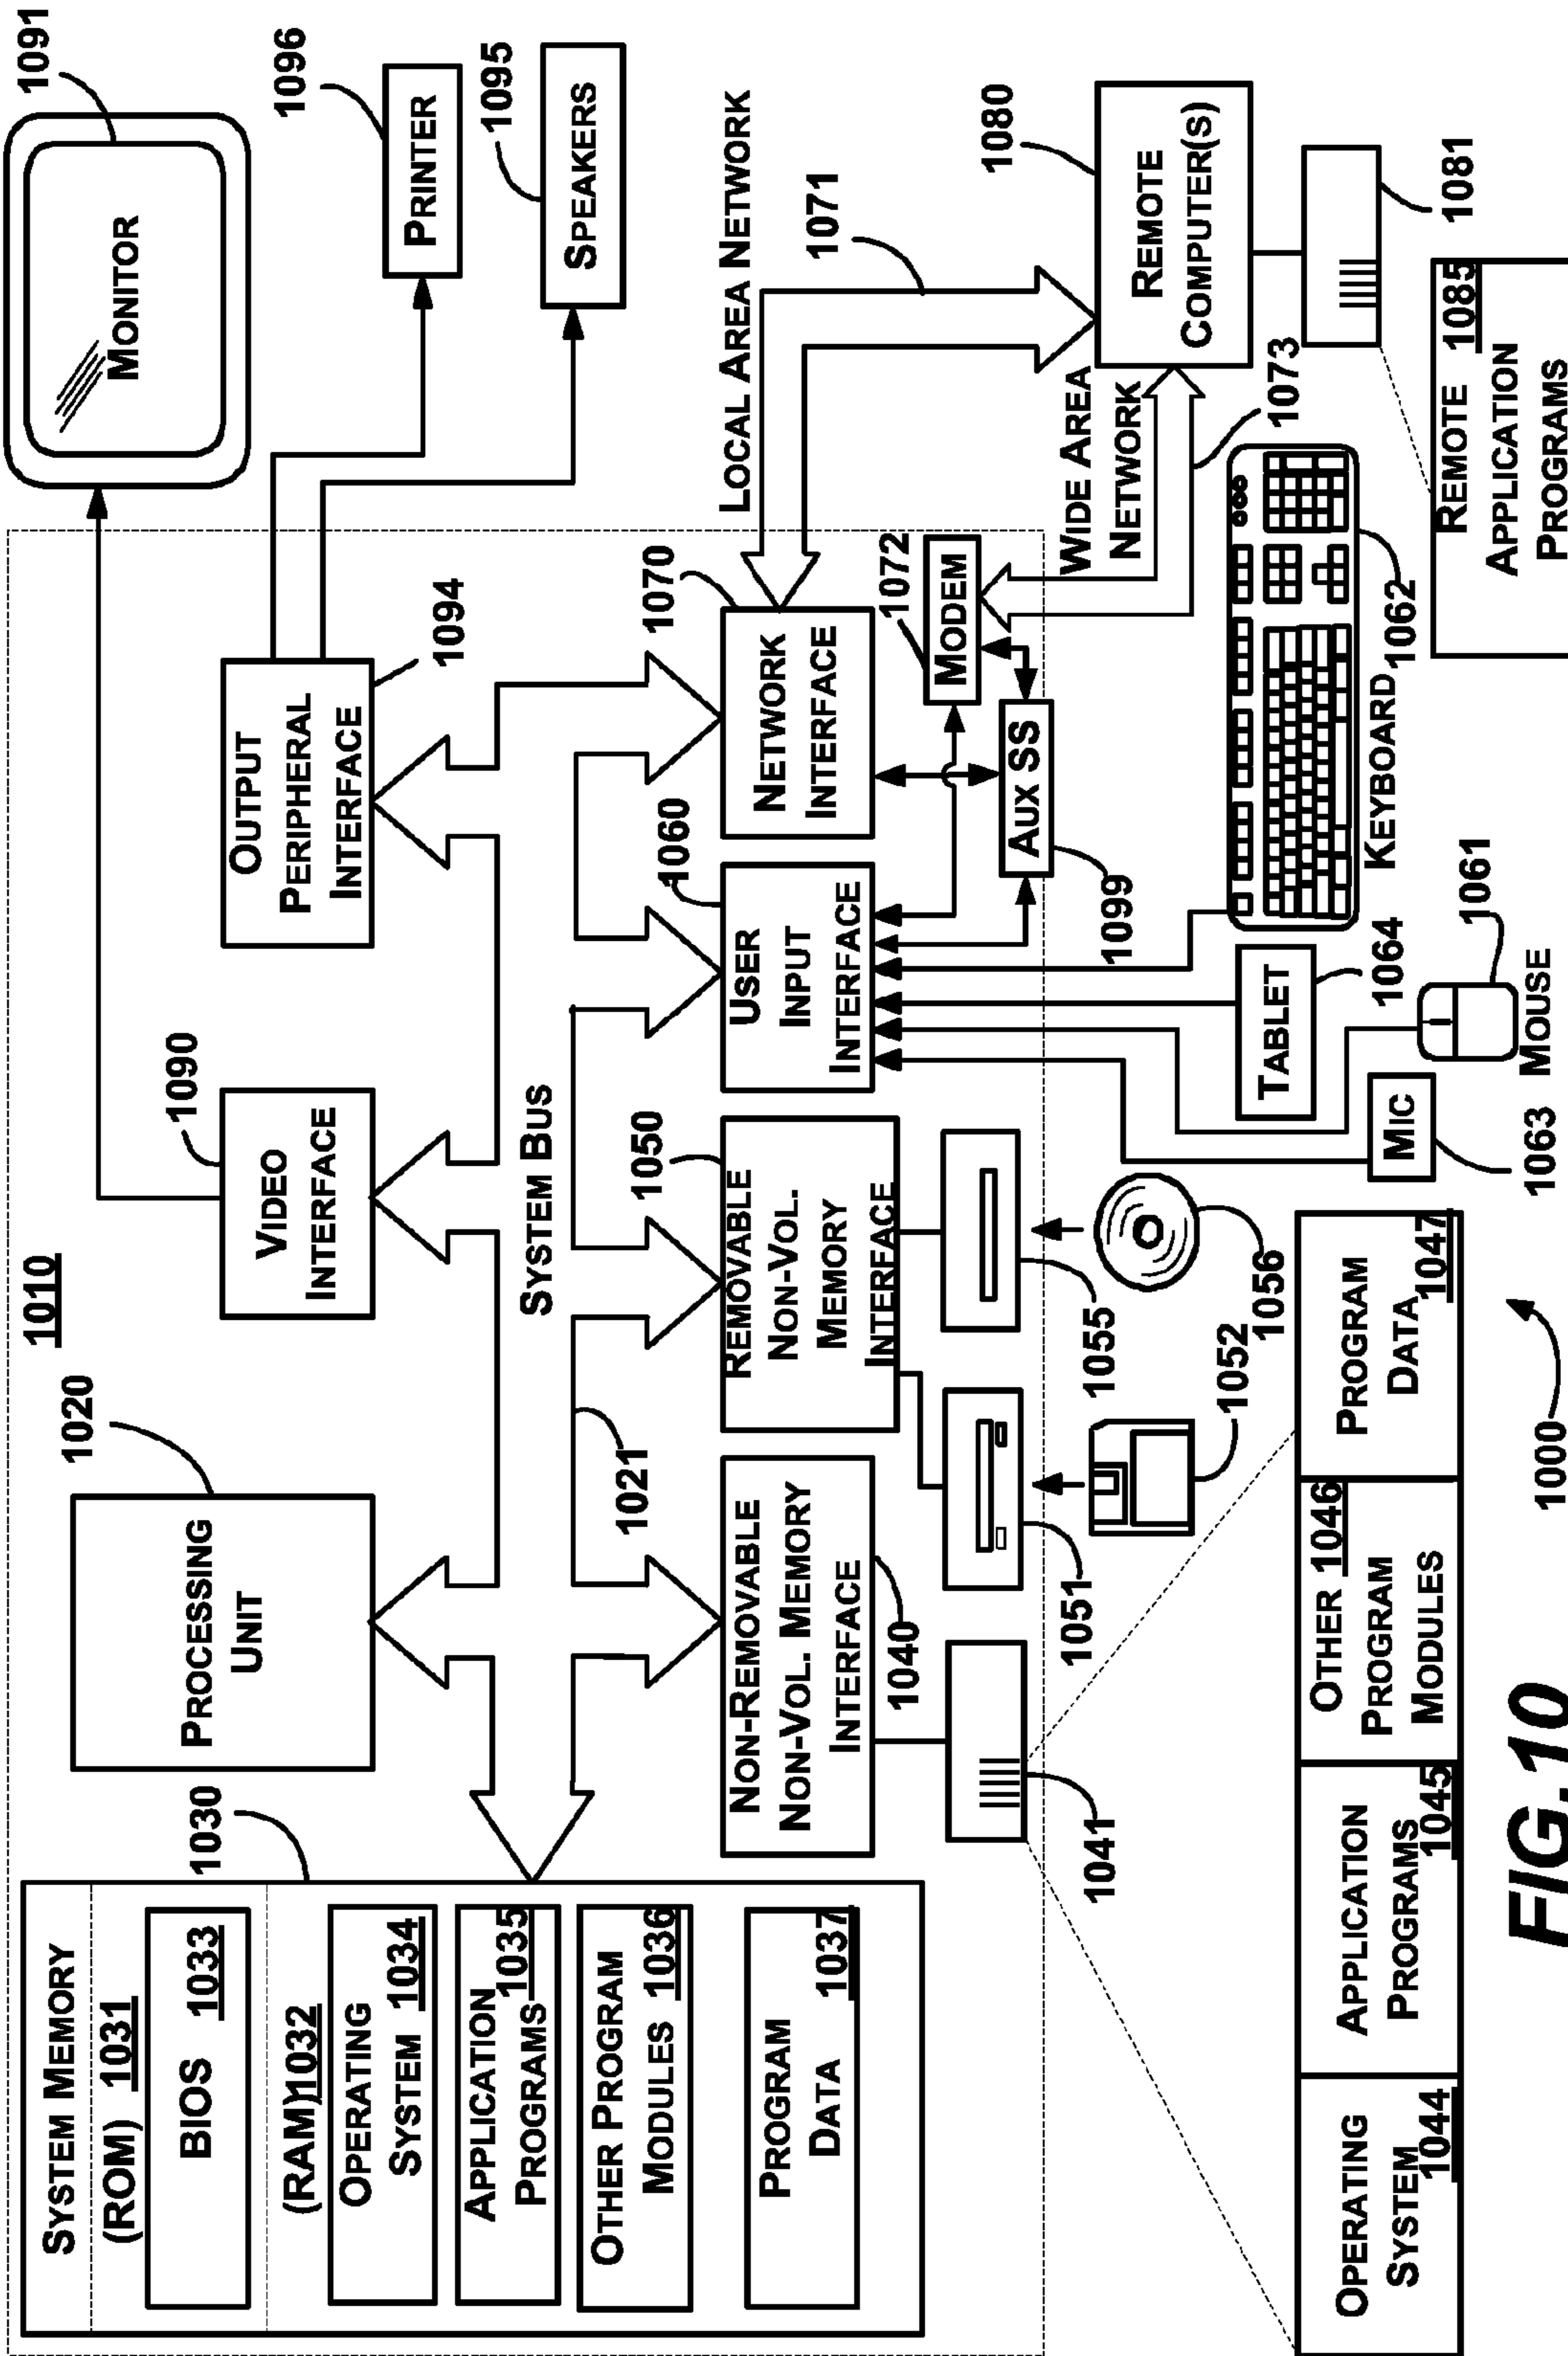 1010
SYSTEM MEMORY
(ROM) 1031
BIOS 1033
(RAM)1032
OPERATING
SYSTEM 1034
APPLICATION
PROGRAMS 1035
OTHER PROGRAM
MODULES 1036
PROGRAM
DATA 1037
1030
PROCESSING
UNIT
1020
VIDEO
INTERFACE
1090
OUTPUT
PERIPHERAL
INTERFACE
1094
MONITOR
1091
PRINTER
1096
SPEAKERS
1095
SYSTEM BUS
1021
NON-REMOVABLE
NON-VOL. MEMORY
INTERFACE
1040
REMOVABLE
NON-VOL.
MEMORY
INTERFACE
1050
USER
INPUT
INTERFACE
1060
NETWORK
INTERFACE
1070
LOCAL AREA NETWORK
1071
MODEM
1072
AUX SS
1099
WIDE AREA
NETWORK
1073
REMOTE
COMPUTER(S)
1080
1081
1041
1051
1055
1052
1056
TABLET
1064
MIC
1063
MOUSE
1061
KEYBOARD
1062
OPERATING
SYSTEM
1044
APPLICATION
PROGRAMS
1045
OTHER 1046
PROGRAM
MODULES
PROGRAM
DATA
1047
REMOTE 1085
APPLICATION
PROGRAMS
1000
FIG.10